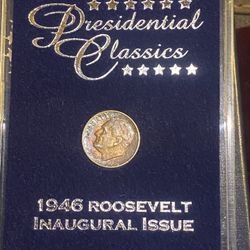 ★★★★★★
Presidential
Classics
★★★★★
1946 ROOSEVELT
INAUGURAL ISSUE